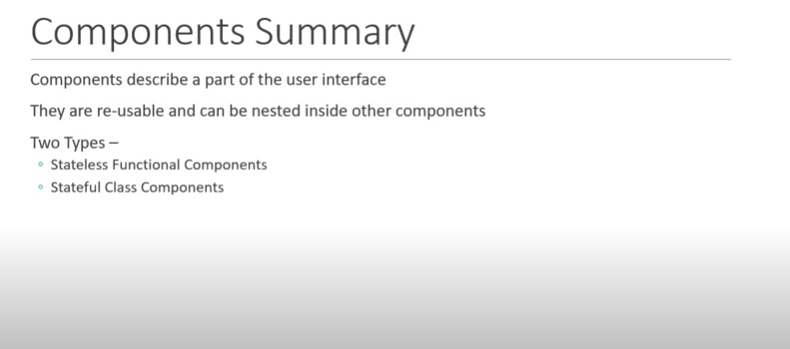 Components Summary
Components describe a part of the user interface
They are re-usable and can be nested inside other components
Two Types –
Stateless Functional Components
Stateful Class Components